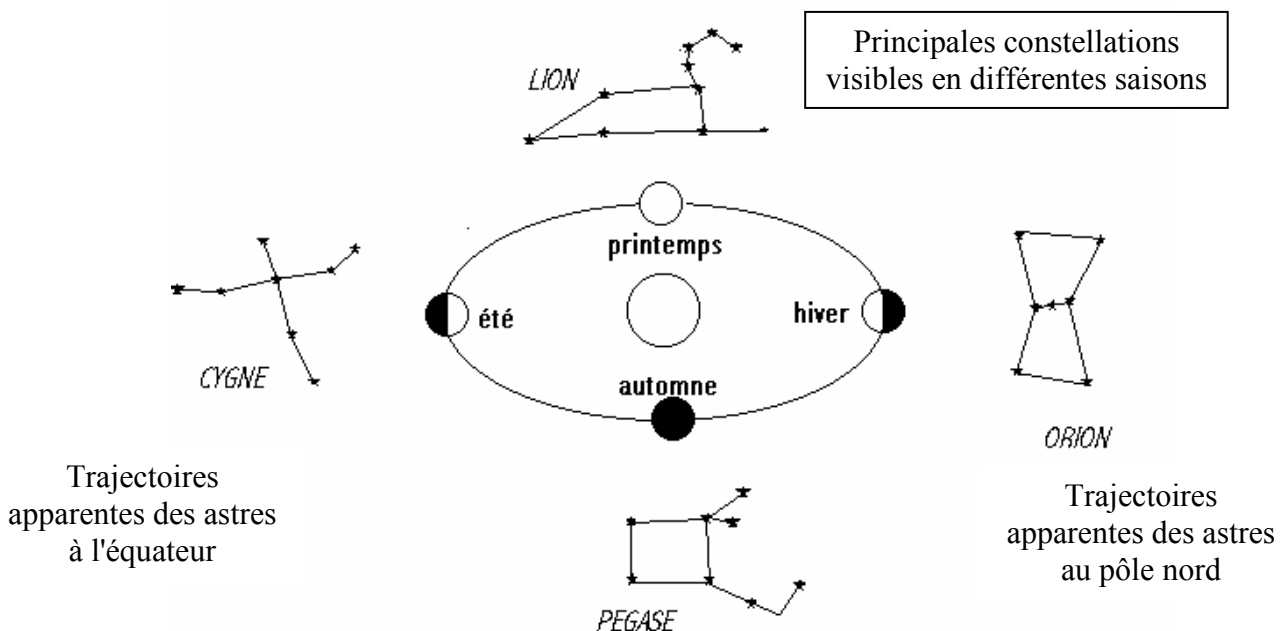 Principales constellations
visibles en différentes saisons
LION
printemps
été
hiver
CYGNE
automne
ORION
Trajectoires
apparentes des astres
à l'équateur
Trajectoires
apparentes des astres
au pôle nord
PEGASE